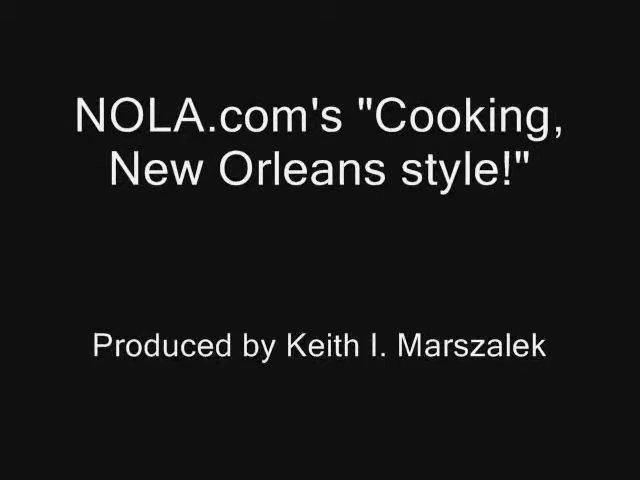 NOLA.com's "Cooking,
New Orleans style!"
Produced by Keith I. Marszalek